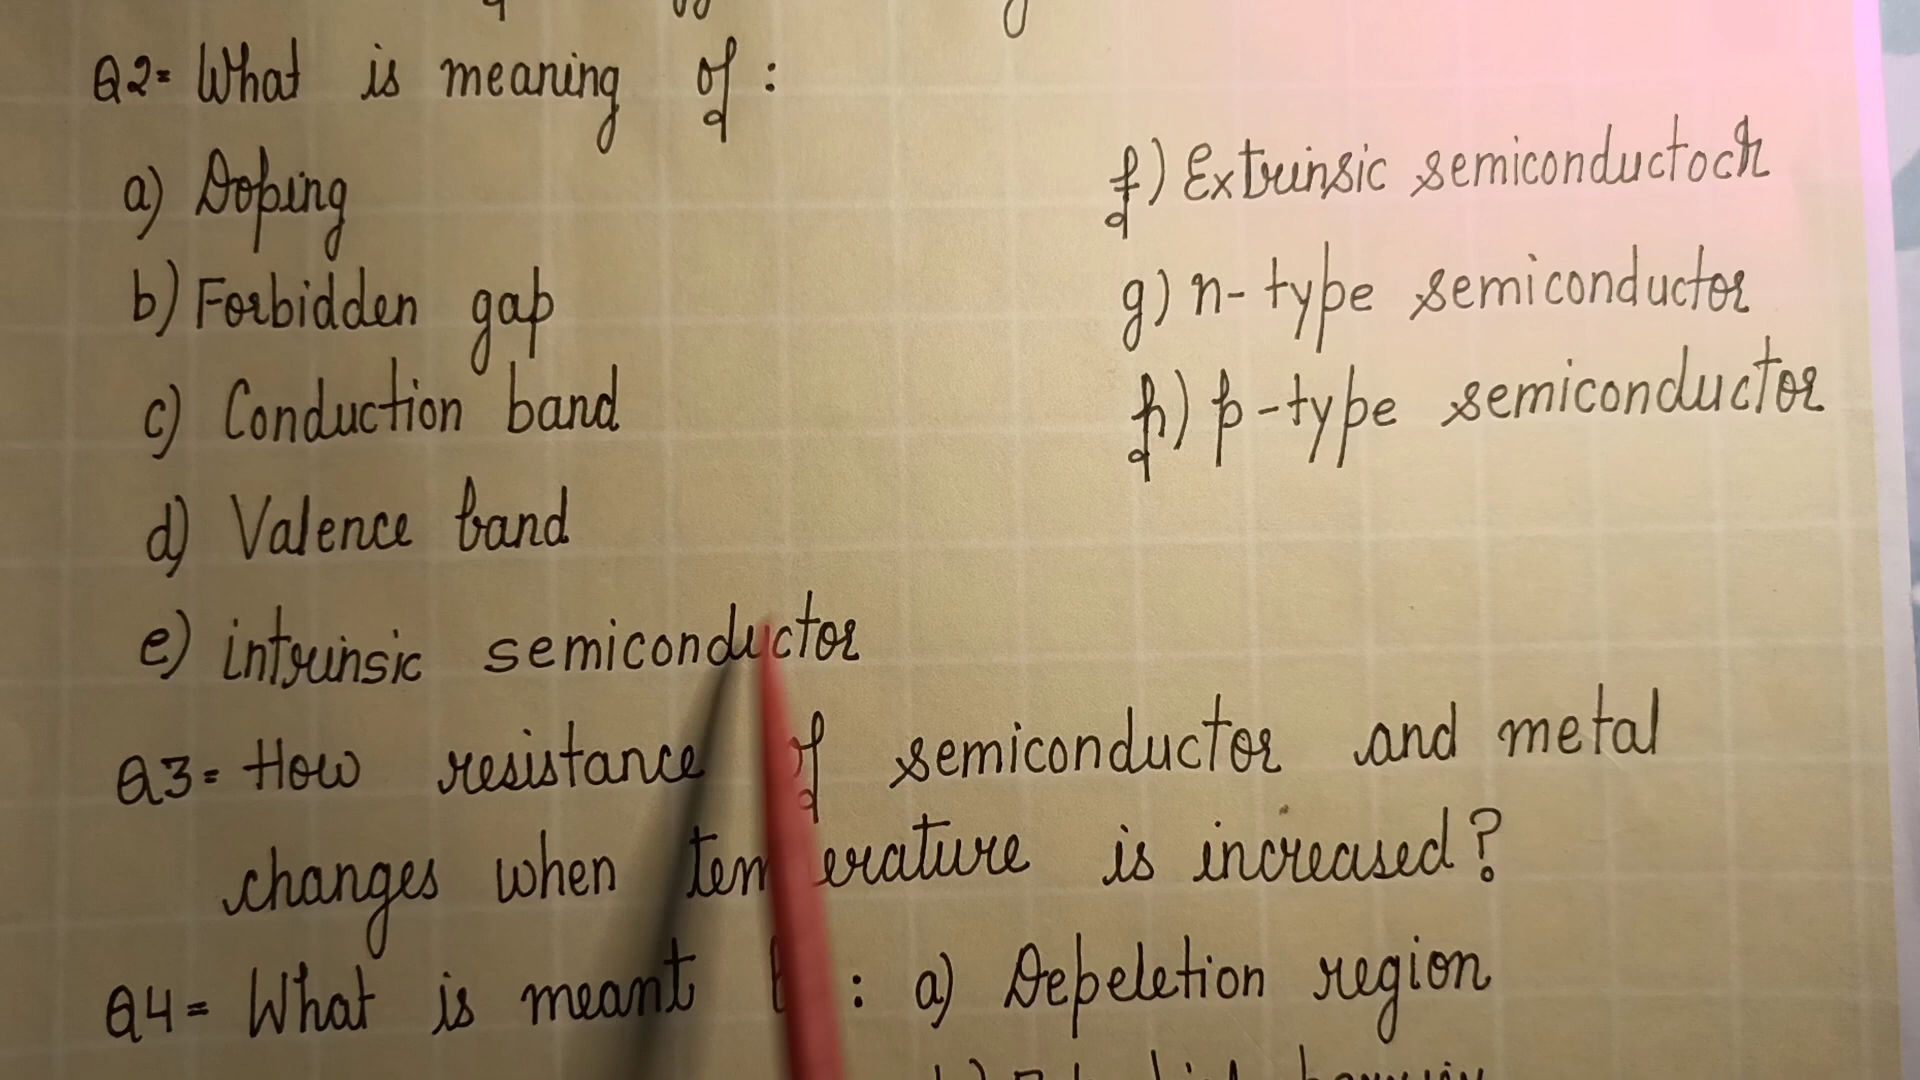 Q2= What is meaning of :
a) Doping
b) Forbidden gap
c) Conduction band
d) Valence band
e) intrinsic semiconductor
f) Extrinsic semiconductor
g) n-type semiconductor
h) p-type semiconductor
Q3= How resistance of semiconductor and metal
changes when temperature is increased?
Q4= What is meant : a) Depeletion region